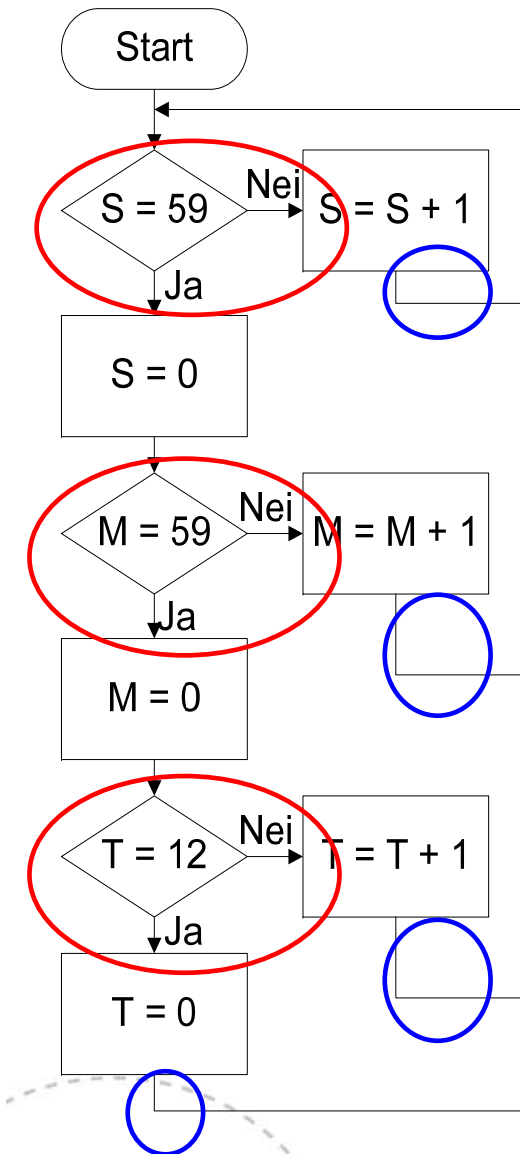 Start
S = 59
Nei
S = S + 1
Ja
S = 0
M = 59
Nei
M = M + 1
Ja
M = 0
T = 12
Nei
T = T + 1
Ja
T = 0